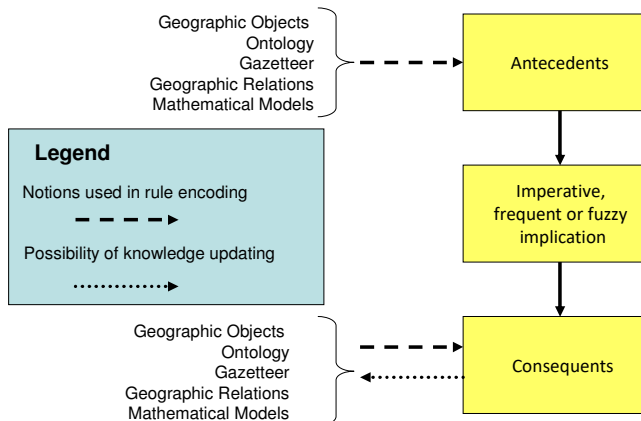 Geographic Objects
Ontology
Gazetteer
Geographic Relations
Mathematical Models
Antecedents
Legend
Notions used in rule encoding
Possibility of knowledge updating
Imperative,
frequent or fuzzy
implication
Geographic Objects
Ontology
Gazetteer
Geographic Relations
Mathematical Models
Consequents